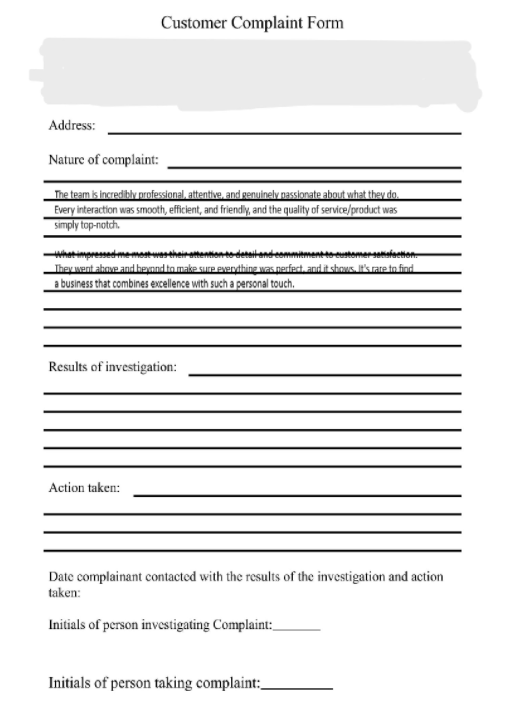 Customer Complaint Form
Address:
Nature of complaint:
The team is incredibly professional, attentive, and genuinely passionate about what they do.
Every interaction was smooth, efficient, and friendly, and the quality of service/product was
simply top-notch.
What impressed me most was their attention to detail and commitment to customer satisfaction.
They went above and beyond to make sure everything was perfect, and it shows. It's rare to find
a business that combines excellence with such a personal touch.
Results of investigation:
Action taken:
Date complainant contacted with the results of the investigation and action
taken:
Initials of person investigating Complaint:
Initials of person taking complaint: